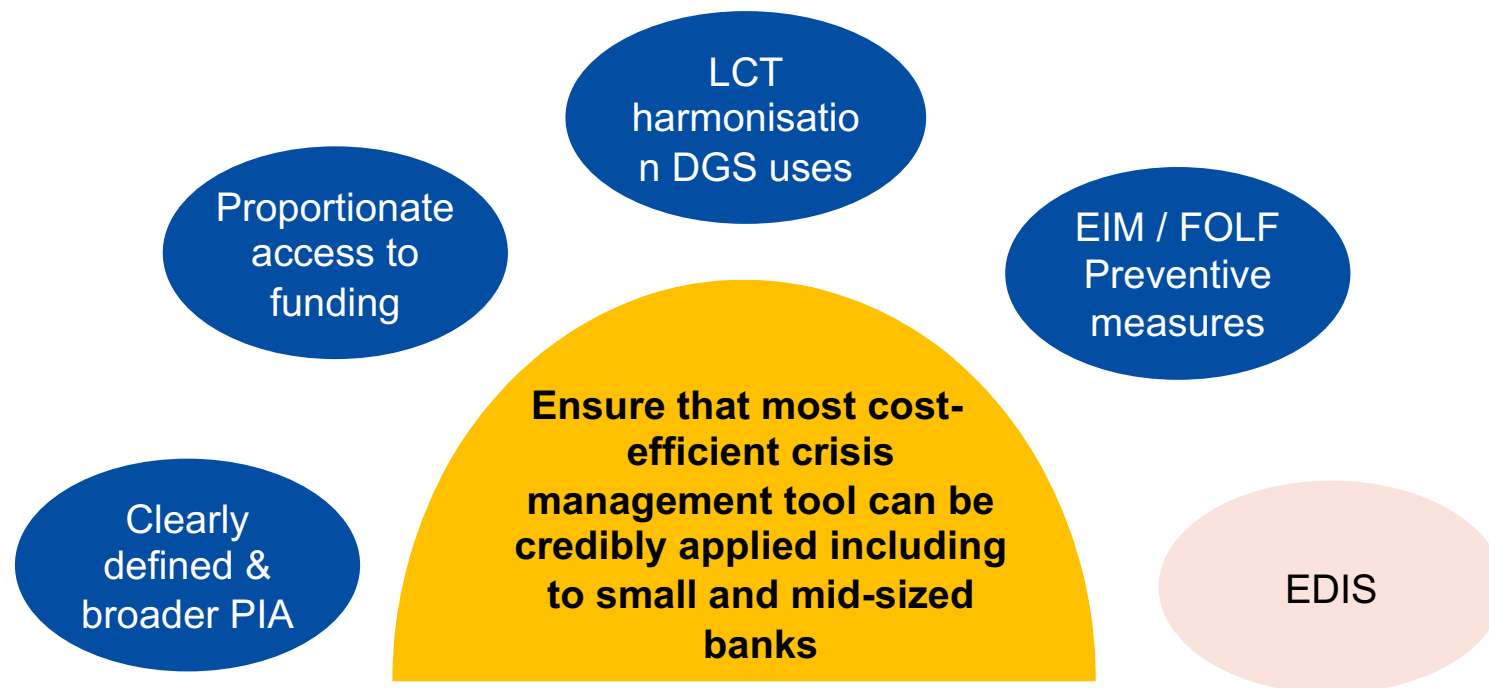 LCT
harmonisatio
n DGS uses
Proportionate
access to
funding
EIM / FOLF
Preventive
measures
Ensure that most cost-
efficient crisis
management tool can be
credibly applied including
to small and mid-sized
banks
Clearly
defined &
broader PIA
EDIS